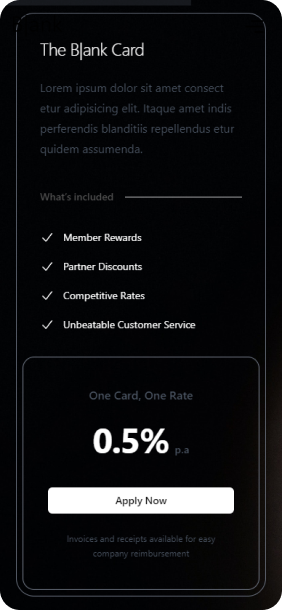 The Blank Card
Lorem ipsum dolor sit amet consect
etur adipisicing elit. Itaque amet indis
perferendis blanditiis repellendus etur
quidem assumenda.
What's included
Member Rewards
Partner Discounts
Competitive Rates
Unbeatable Customer Service
One Card, One Rate
0.5% p.a
Apply Now
Invoices and receipts available for easy
company reimbursement